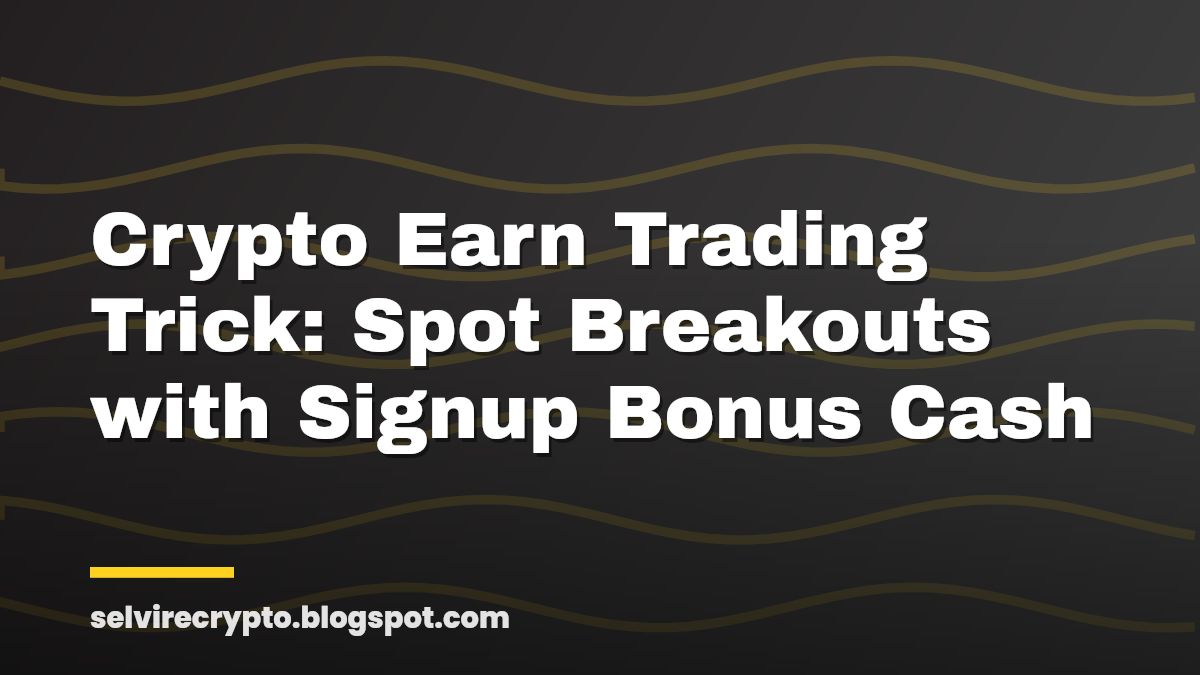 Crypto Earn Trading
Trick: Spot Breakouts
with Signup Bonus Cash
selvirecrypto.blogspot.com